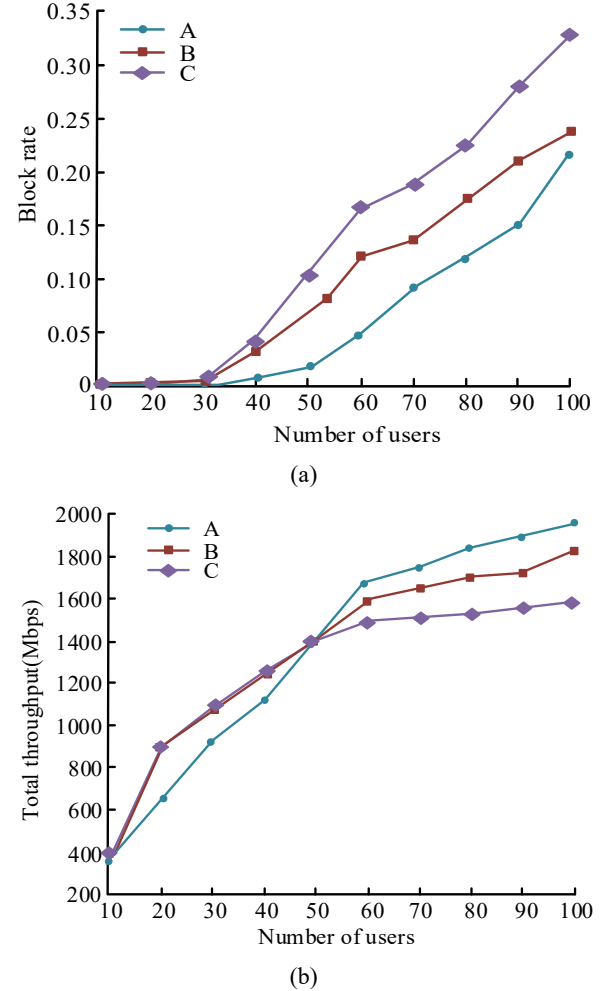 0.35
0.30
0.25
0.20
0.15
0.10
0.05
0
Block rate
A
B
C
10 20 30 40 50 60 70 80 90 100
Number of users
(a)
2000
1800
1600
1400
1200
1000
800
600
400
200
Total throughput(Mbps)
A
B
C
10 20 30 40 50 60 70 80 90 100
Number of users
(b)